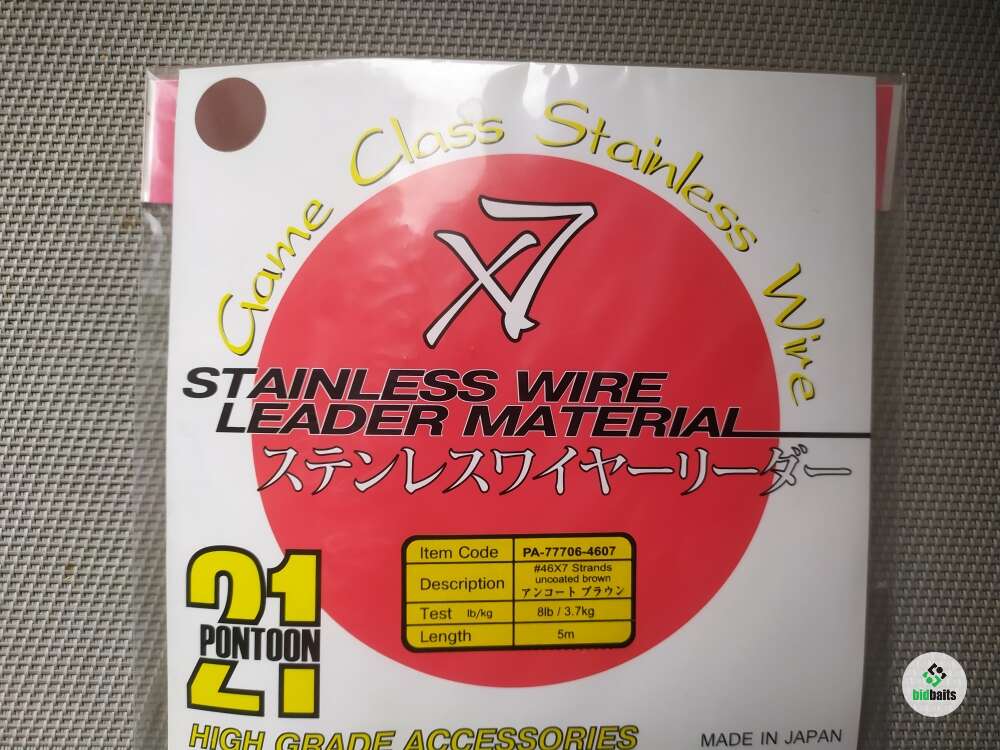 Game Class Stainless Wire
X7
STAINLESS WIRE
LEADER MATERIAL
ステンレスワイヤーリーダー
Item Code PA-77706-4607
Description #46X7 Strands
uncoated brown
アンコート ブラウン
Test lb/kg 8lb / 3.7kg
Length 5m
21
PONTOON
21
HIGH GRADE ACCESSORIES
MADE IN JAPAN
bidbaits